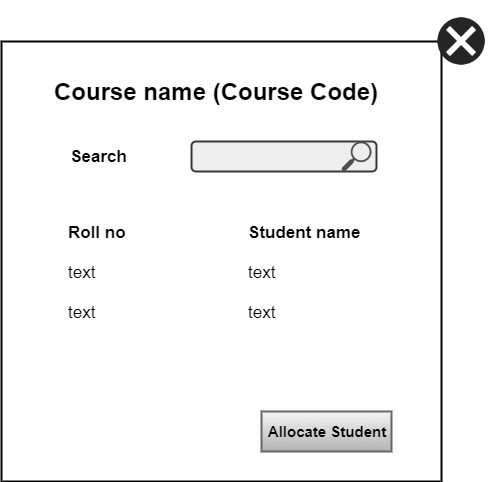 Course name (Course Code)
Search
Roll no Student name
text text
text text
Allocate Student